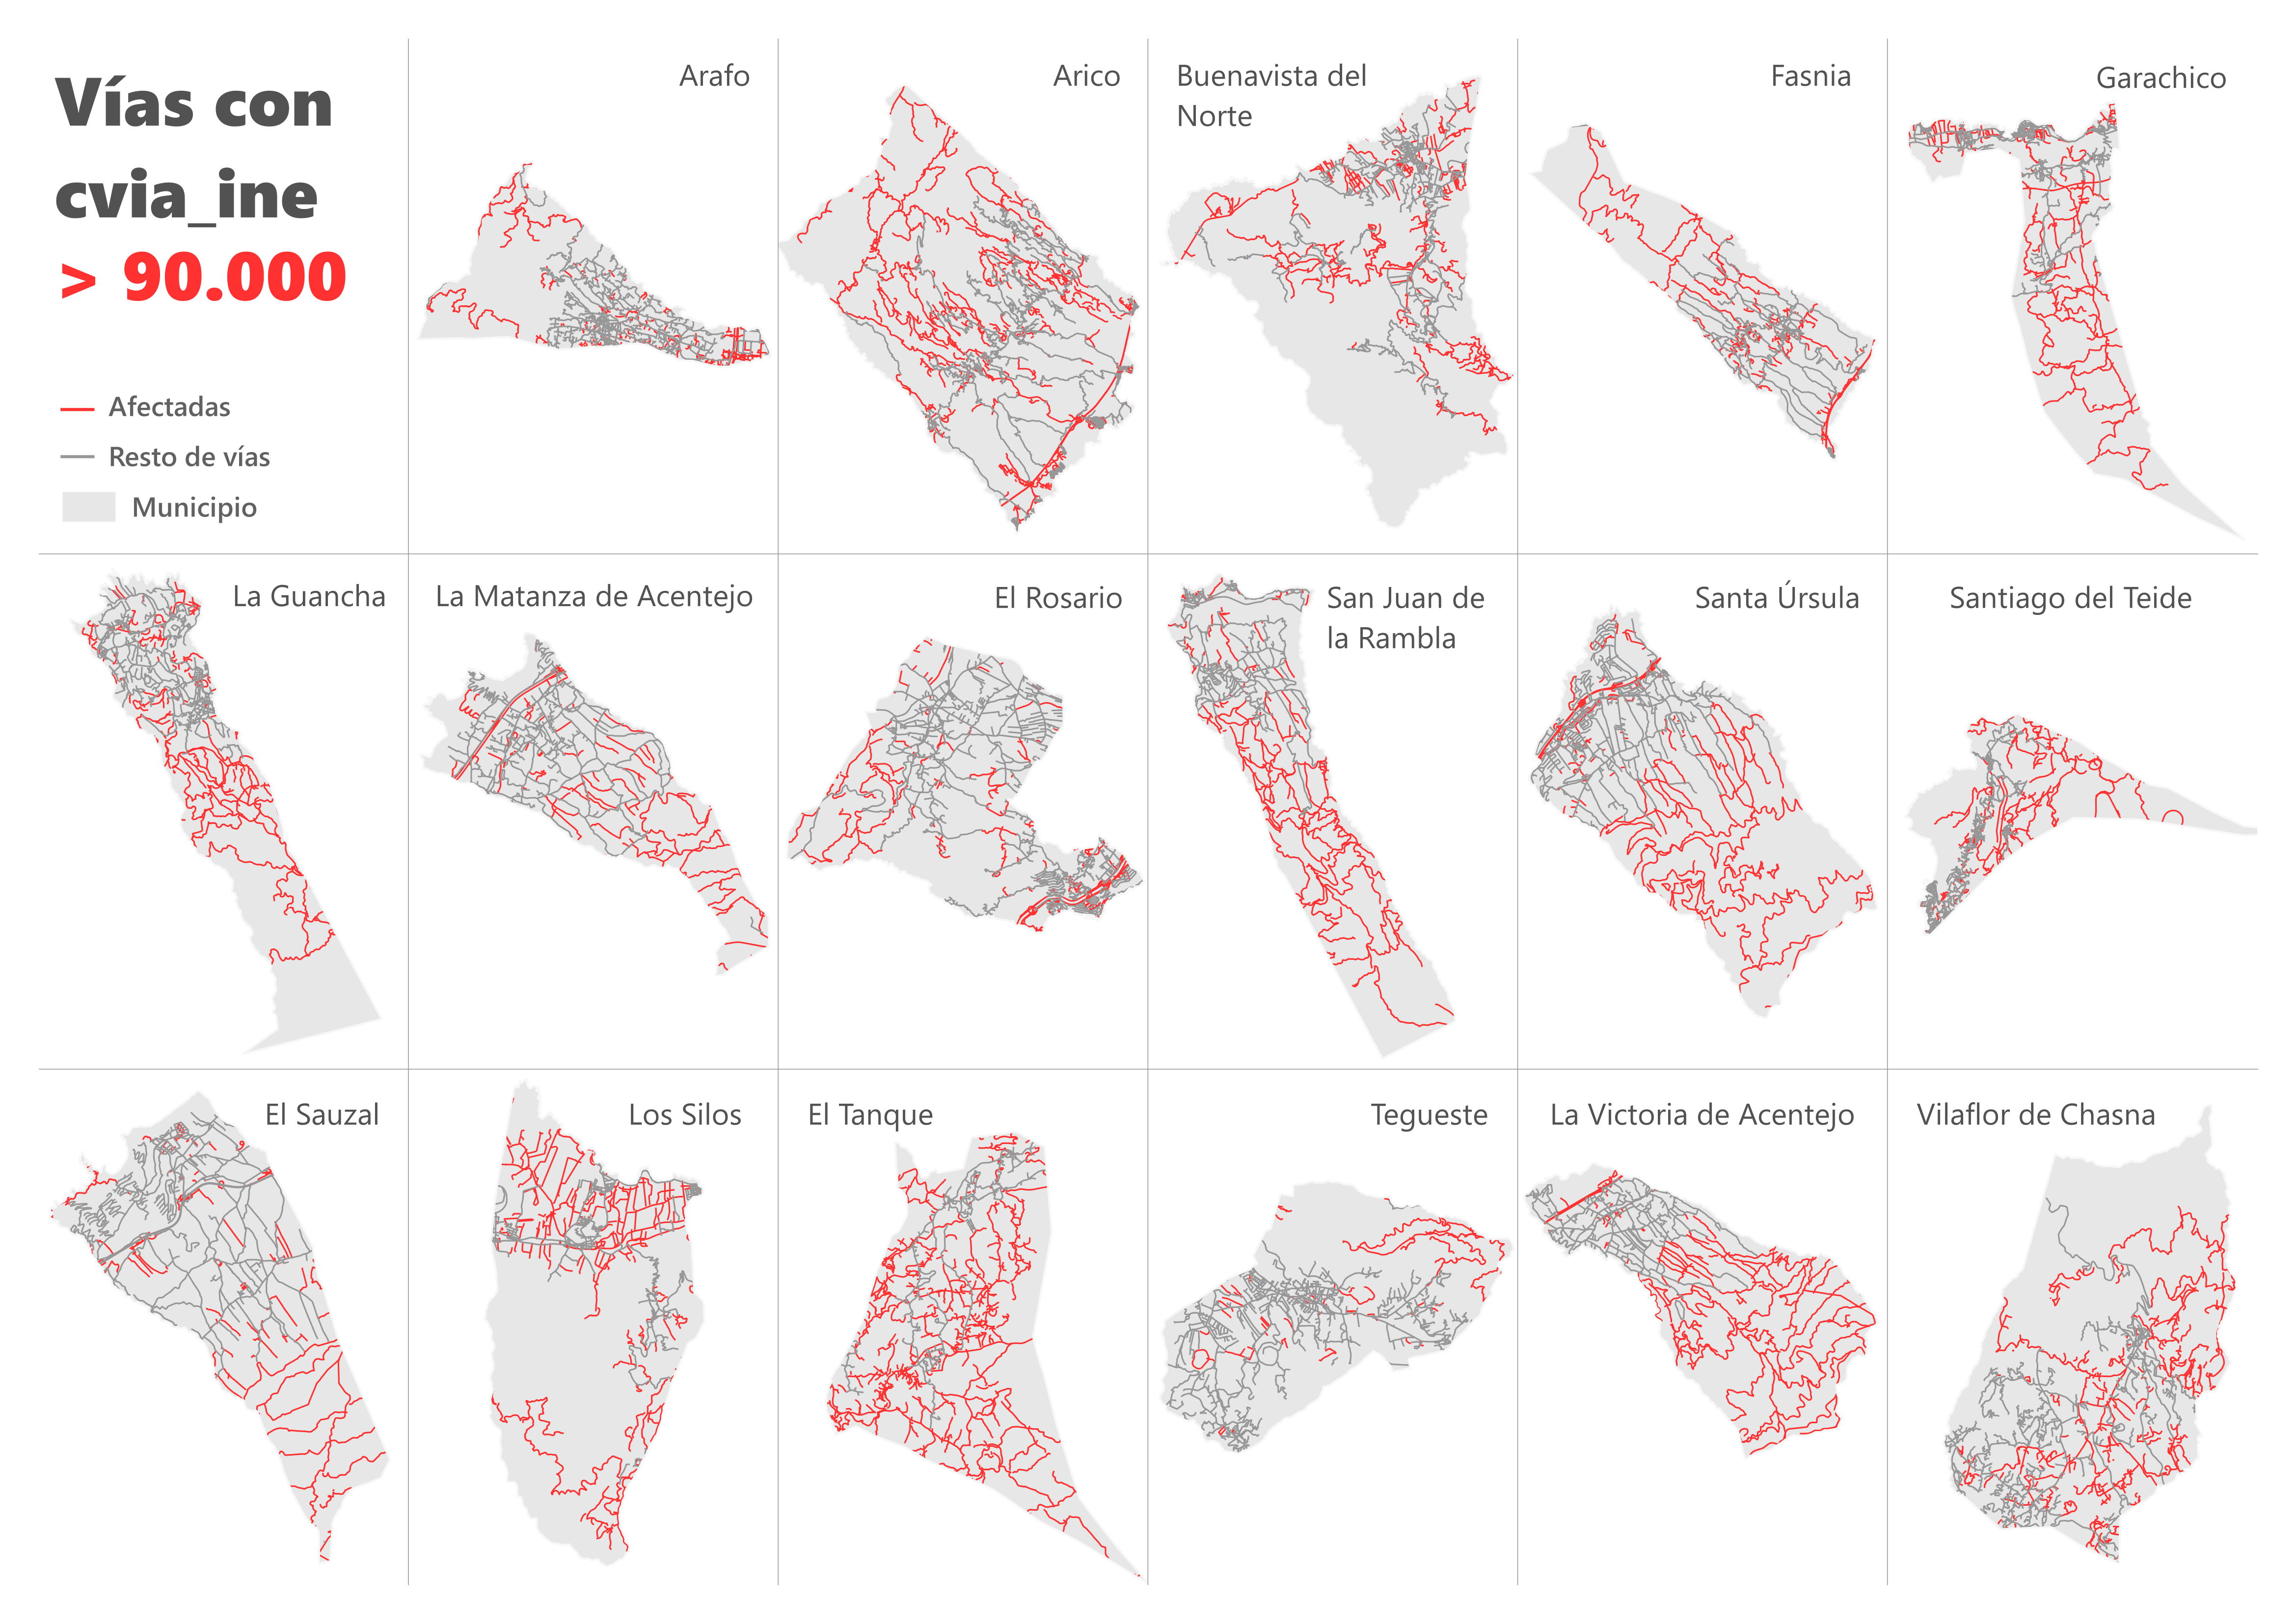 Vías con
cvia_ine
> 90.000
Afectadas
Resto de vías
Municipio
Arafo
Arico
Buenavista del
Norte
Fasnia
Garachico
La Guancha
La Matanza de Acentejo
El Rosario
San Juan de
la Rambla
Santa Úrsula
Santiago del Teide
El Sauzal
Los Silos
El Tanque
Tegueste
La Victoria de Acentejo
Vilaflor de Chasna